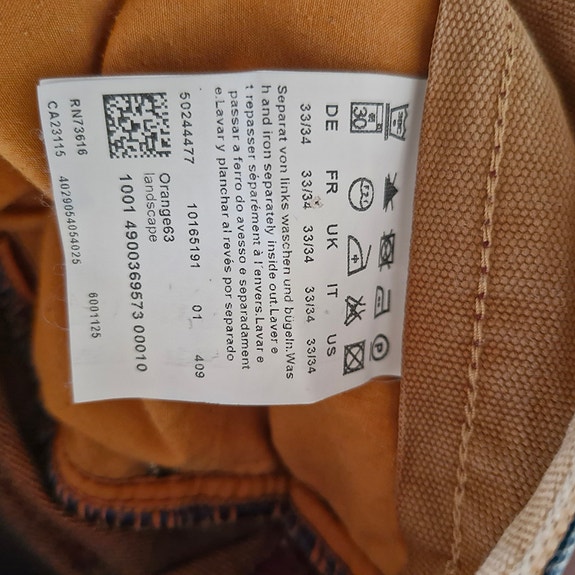 30
DE FR UK IT US
33/34 33/34 33/34 33/34 33/34
Separat von links waschen und bügeln.Was
h and iron separately inside out.Laver e
t repasser séparément à l'envers.Lavar e
passar a ferro do avesso e separadament
e.Lavar y planchar al revés por separado
50244477 10165191 01 409
Orange63
landscape
1001 4900369573 00010
RN73616
CA23115 4029054054025 6001125